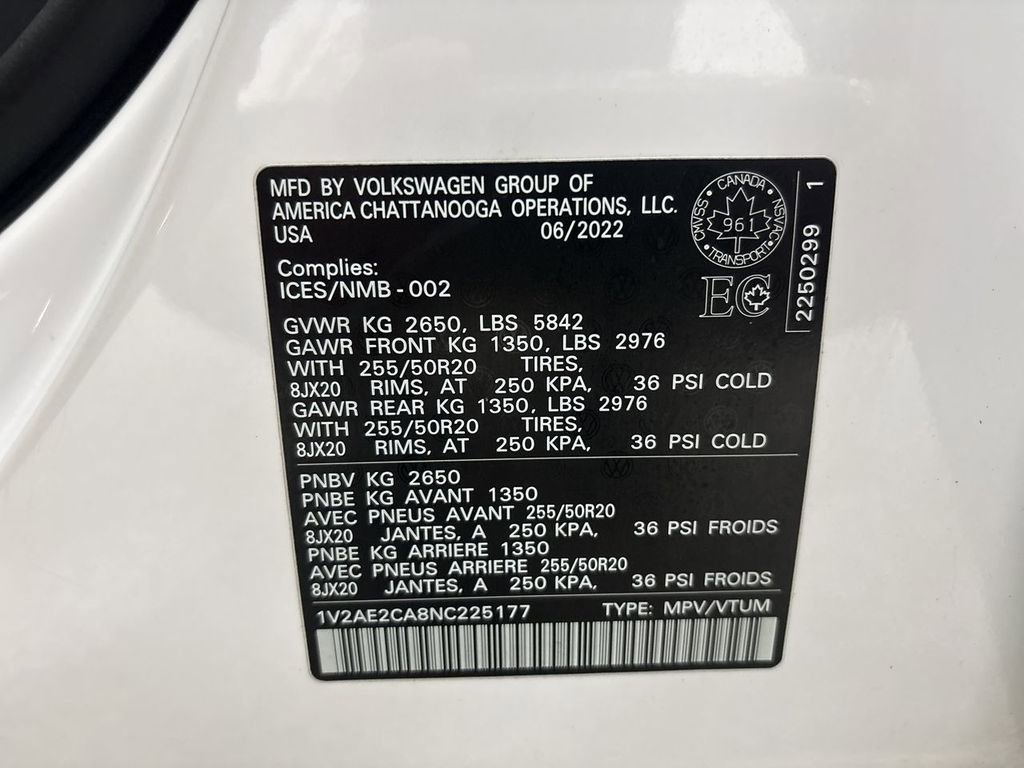 MFD BY VOLKSWAGEN GROUP OF
AMERICA CHATTANOOGA OPERATIONS, LLC.
USA 06/2022
CANADA
CMVSS 961 NSVAC
TRANSPORT
EC
2250299 1
Complies:
ICES/NMB-002
GVWR KG 2650, LBS 5842
GAWR FRONT KG 1350, LBS 2976
WITH 255/50R20 TIRES,
8JX20 RIMS, AT 250 KPA, 36 PSI COLD
GAWR REAR KG 1350, LBS 2976
WITH 255/50R20 TIRES,
8JX20 RIMS, AT 250 KPA, 36 PSI COLD
PNBV KG 2650
PNBE KG AVANT 1350
AVEC PNEUS AVANT 255/50R20
8JX20 JANTES, A 250 KPA, 36 PSI FROIDS
PNBE KG ARRIERE 1350
AVEC PNEUS ARRIERE 255/50R20
8JX20 JANTES, A 250 KPA, 36 PSI FROIDS
1V2AE2CA8NC225177 TYPE: MPV/VTUM